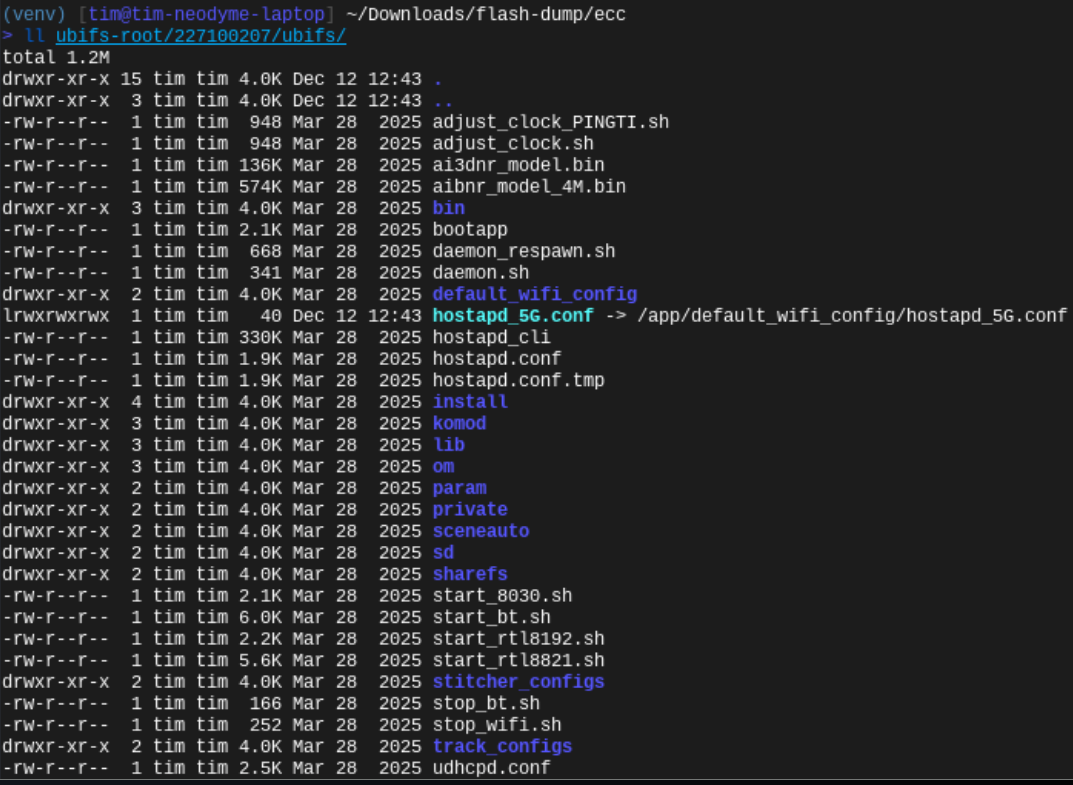 (venv) [tim@tim-neodyme-laptop] ~/Downloads/flash-dump/ecc
> ll ubifs-root/227100207/ubifs/
total 1.2M
drwxr-xr-x 15 tim tim 4.0K Dec 12 12:43 .
drwxr-xr-x  3 tim tim 4.0K Dec 12 12:43 ..
-rw-r--r--  1 tim tim  948 Mar 28  2025 adjust_clock_PINGTI.sh
-rw-r--r--  1 tim tim  948 Mar 28  2025 adjust_clock.sh
-rw-r--r--  1 tim tim 136K Mar 28  2025 ai3dnr_model.bin
-rw-r--r--  1 tim tim 574K Mar 28  2025 aibnr_model_4M.bin
drwxr-xr-x  3 tim tim 4.0K Mar 28  2025 bin
-rw-r--r--  1 tim tim 2.1K Mar 28  2025 bootapp
-rw-r--r--  1 tim tim  668 Mar 28  2025 daemon_respawn.sh
-rw-r--r--  1 tim tim  341 Mar 28  2025 daemon.sh
drwxr-xr-x  2 tim tim 4.0K Mar 28  2025 default_wifi_config
lrwxrwxrwx  1 tim tim   40 Dec 12 12:43 hostapd_5G.conf -> /app/default_wifi_config/hostapd_5G.conf
-rw-r--r--  1 tim tim 330K Mar 28  2025 hostapd_cli
-rw-r--r--  1 tim tim 1.9K Mar 28  2025 hostapd.conf
-rw-r--r--  1 tim tim 1.9K Mar 28  2025 hostapd.conf.tmp
drwxr-xr-x  4 tim tim 4.0K Mar 28  2025 install
drwxr-xr-x  3 tim tim 4.0K Mar 28  2025 komod
drwxr-xr-x  3 tim tim 4.0K Mar 28  2025 lib
drwxr-xr-x  3 tim tim 4.0K Mar 28  2025 om
drwxr-xr-x  2 tim tim 4.0K Mar 28  2025 param
drwxr-xr-x  2 tim tim 4.0K Mar 28  2025 private
drwxr-xr-x  2 tim tim 4.0K Mar 28  2025 sceneauto
drwxr-xr-x  2 tim tim 4.0K Mar 28  2025 sd
drwxr-xr-x  2 tim tim 4.0K Mar 28  2025 sharefs
-rw-r--r--  1 tim tim 2.1K Mar 28  2025 start_8030.sh
-rw-r--r--  1 tim tim 6.0K Mar 28  2025 start_bt.sh
-rw-r--r--  1 tim tim 2.2K Mar 28  2025 start_rtl8192.sh
-rw-r--r--  1 tim tim 5.6K Mar 28  2025 start_rtl8821.sh
drwxr-xr-x  2 tim tim 4.0K Mar 28  2025 stitcher_configs
-rw-r--r--  1 tim tim  166 Mar 28  2025 stop_bt.sh
-rw-r--r--  1 tim tim  252 Mar 28  2025 stop_wifi.sh
drwxr-xr-x  2 tim tim 4.0K Mar 28  2025 track_configs
-rw-r--r--  1 tim tim 2.5K Mar 28  2025 udhcpd.conf